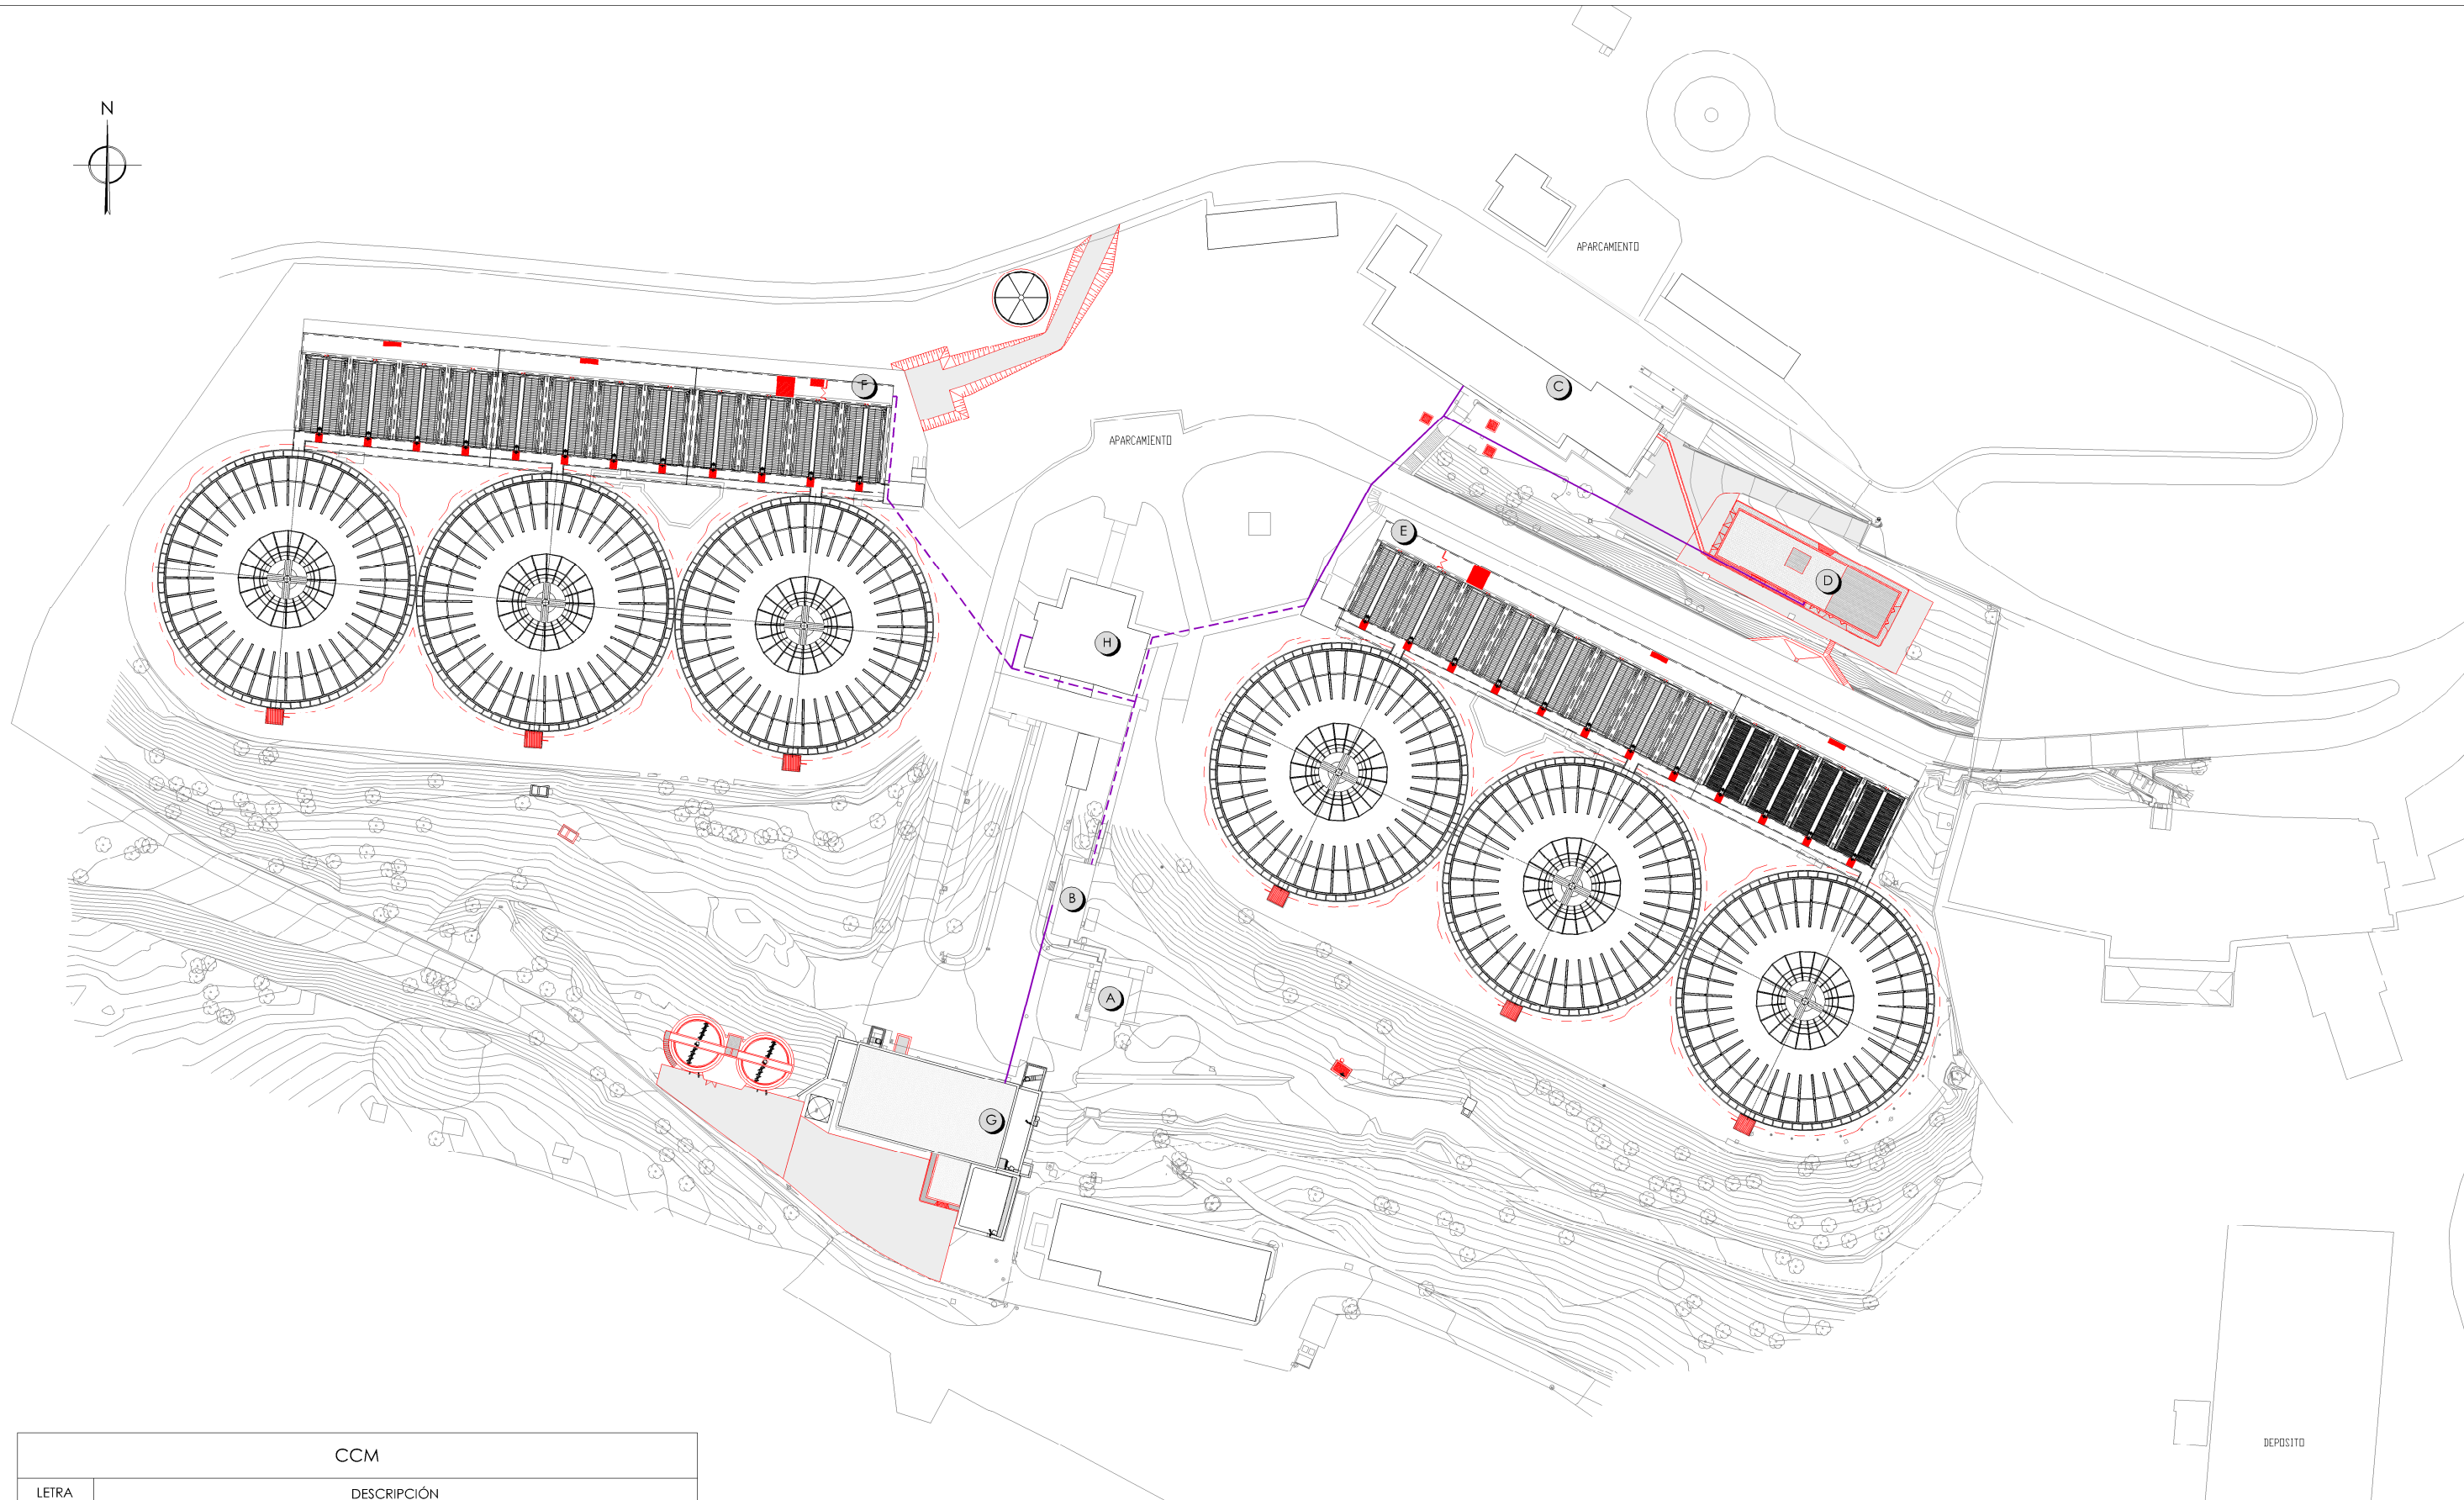 N
APARCAMIENTO
F
C
APARCAMIENTO
E
D
H
B
A
G
DEPOSITO
CCM
LETRA DESCRIPCIÓN